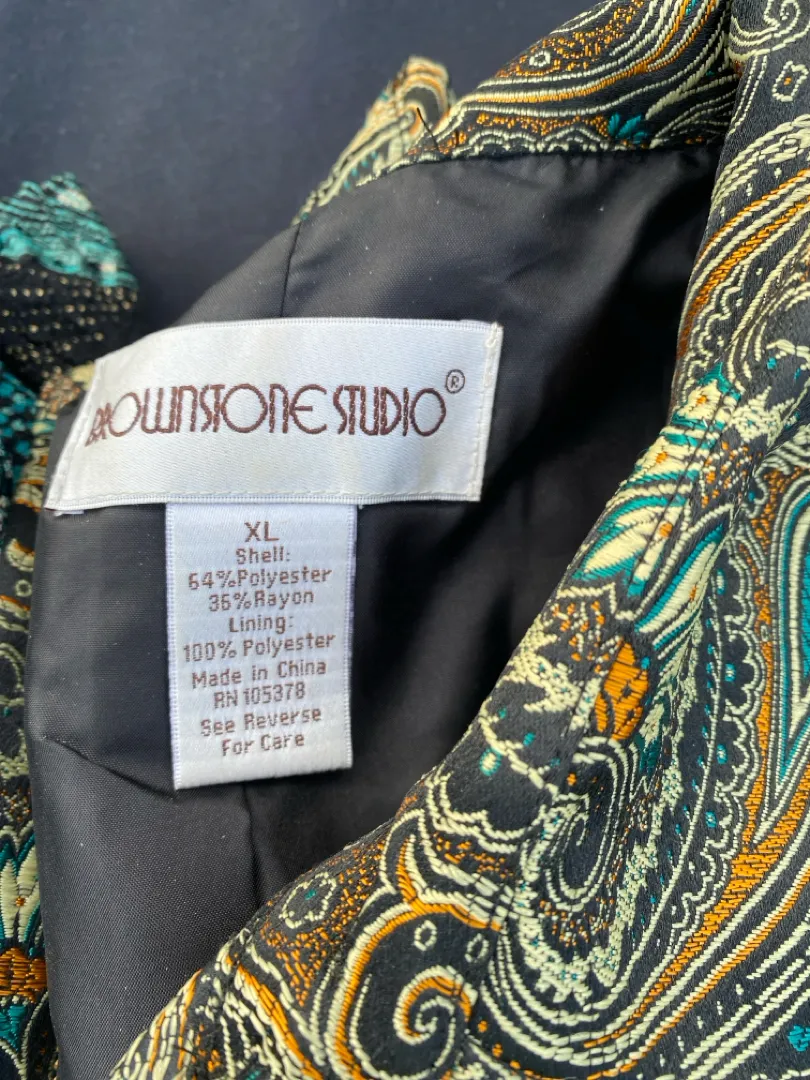 BROWNSTONE STUDIO®
XL
Shell:
64%Polyester
36%Rayon
Lining:
100% Polyester
Made in China
RN 105378
See Reverse
For Care